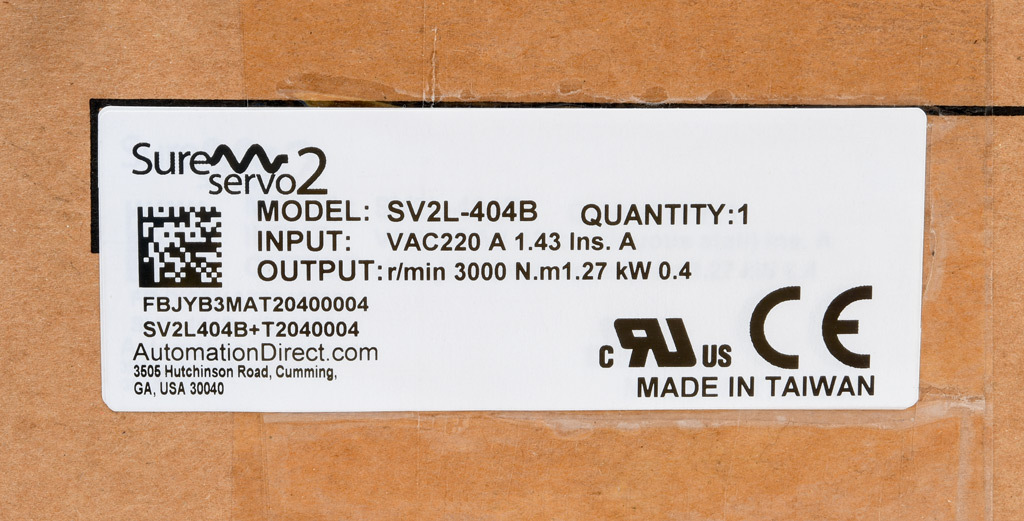 Sure
servo2
MODEL: SV2L-404B QUANTITY:1
INPUT: VAC220 A 1.43 Ins. A
OUTPUT: r/min 3000 N.m1.27 kW 0.4
FBJYB3MAT20400004
SV2L404B+T2040004
AutomationDirect.com
3505 Hutchinson Road, Cumming,
GA, USA 30040
C RU US CE
MADE IN TAIWAN